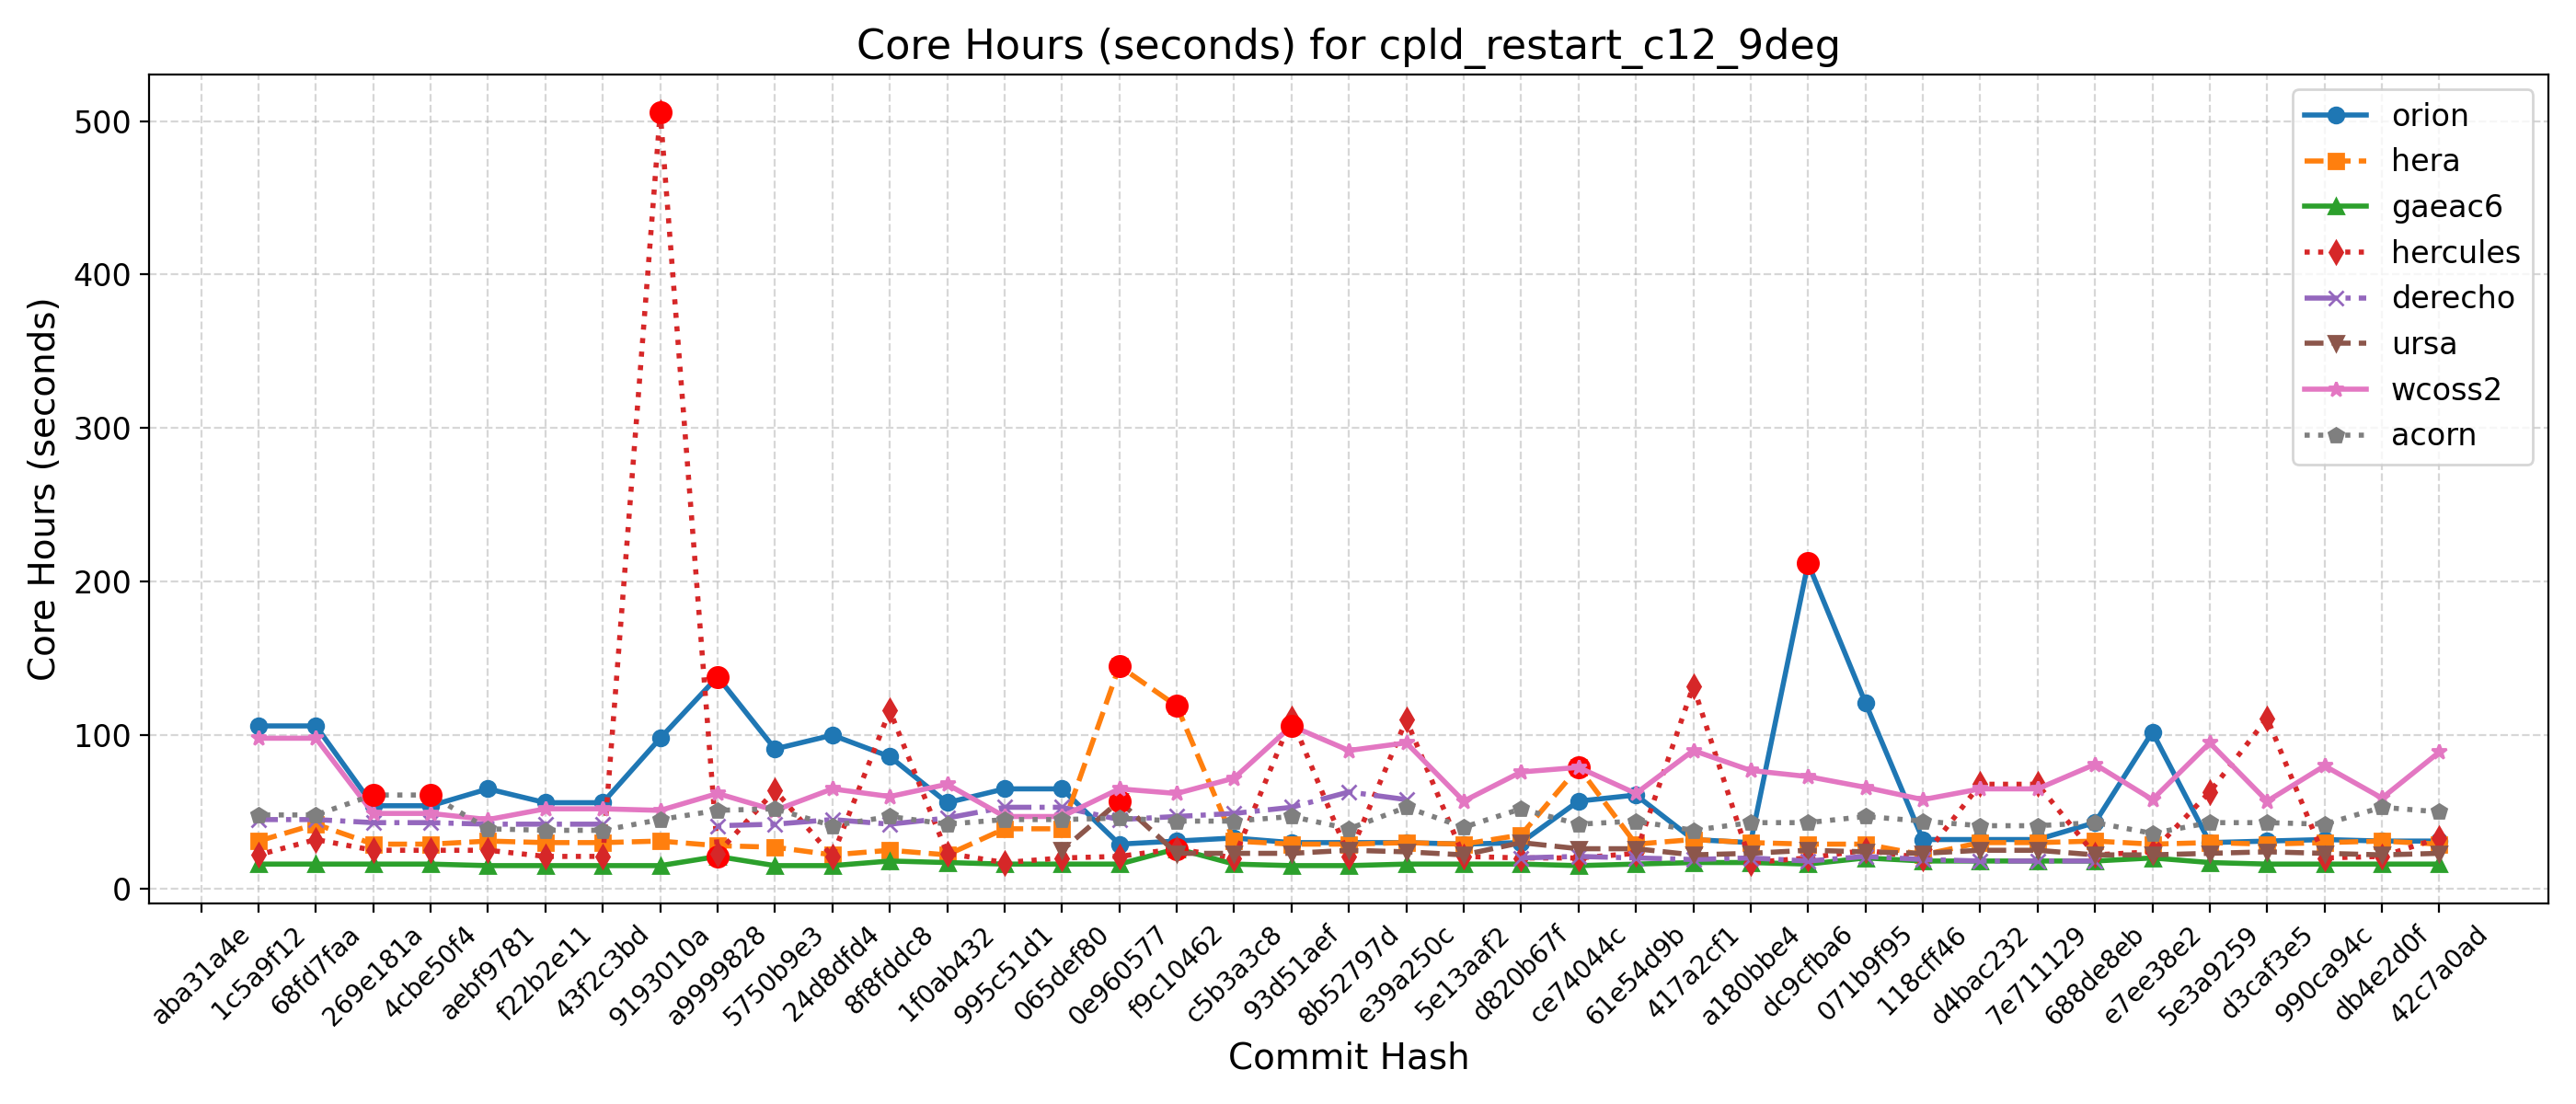 Core Hours (seconds) for cpld_restart_c12_9deg
Core Hours (seconds)
500
400
300
200
100
0
orion
hera
gaeac6
hercules
derecho
ursa
wcoss2
acorn
aba31a4e
1c5a9f12
68fd7faa
269e181a
4cbe50f4
aebf9781
f22b2e11
43f2c3bd
9193010a
a9999828
5750b9e3
24d8dfd4
8f8fddc8
1f0ab432
995c51d1
065def80
0e960577
f9c10462
c5b3a3c8
93d51aef
8b52797d
e39a250c
5e13aaf2
d820b67f
ce74044c
61e54d9b
417a2cf1
a180bbe4
dc9cfba6
071b9f95
118cff46
d4bac232
7e711129
688de8eb
e7ee38e2
5e3a9259
d3caf3e5
990ca94c
db4e2d0f
42c7a0ad
Commit Hash